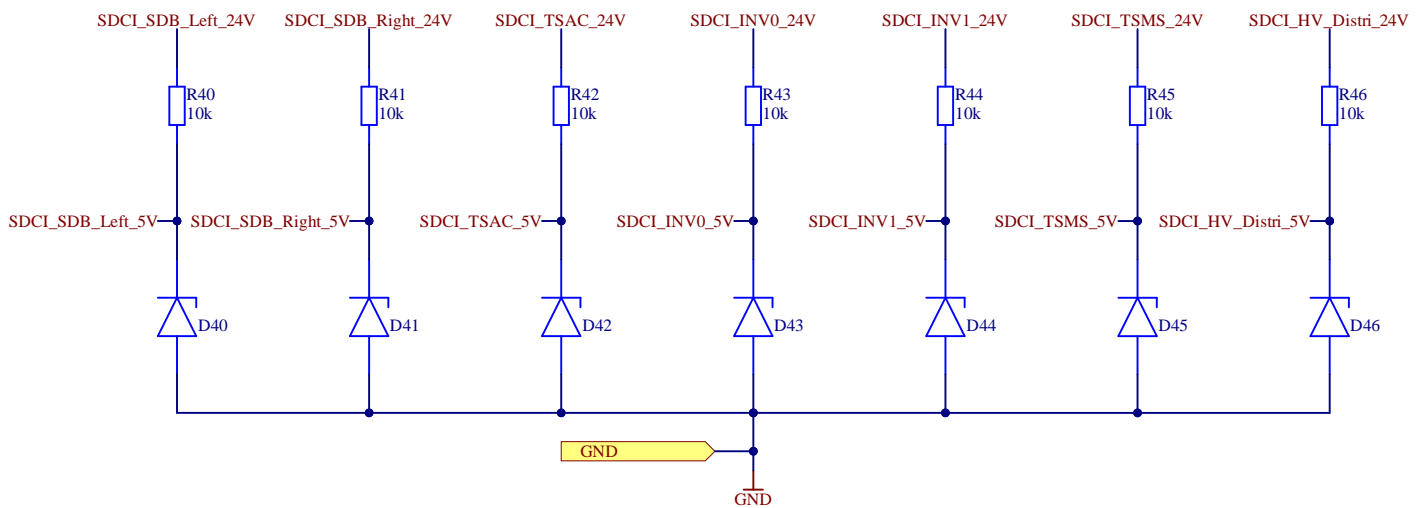 SDCI_SDB_Left_24V
SDCI_SDB_Right_24V
SDCI_TSAC_24V
SDCI_INV0_24V
SDCI_INV1_24V
SDCI_TSMS_24V
SDCI_HV_Distri_24V
R40
10k
R41
10k
R42
10k
R43
10k
R44
10k
R45
10k
R46
10k
SDCI_SDB_Left_5V
SDCI_SDB_Right_5V
SDCI_TSAC_5V
SDCI_INV0_5V
SDCI_INV1_5V
SDCI_TSMS_5V
SDCI_HV_Distri_5V
D40
D41
D42
D43
D44
D45
D46
GND
GND